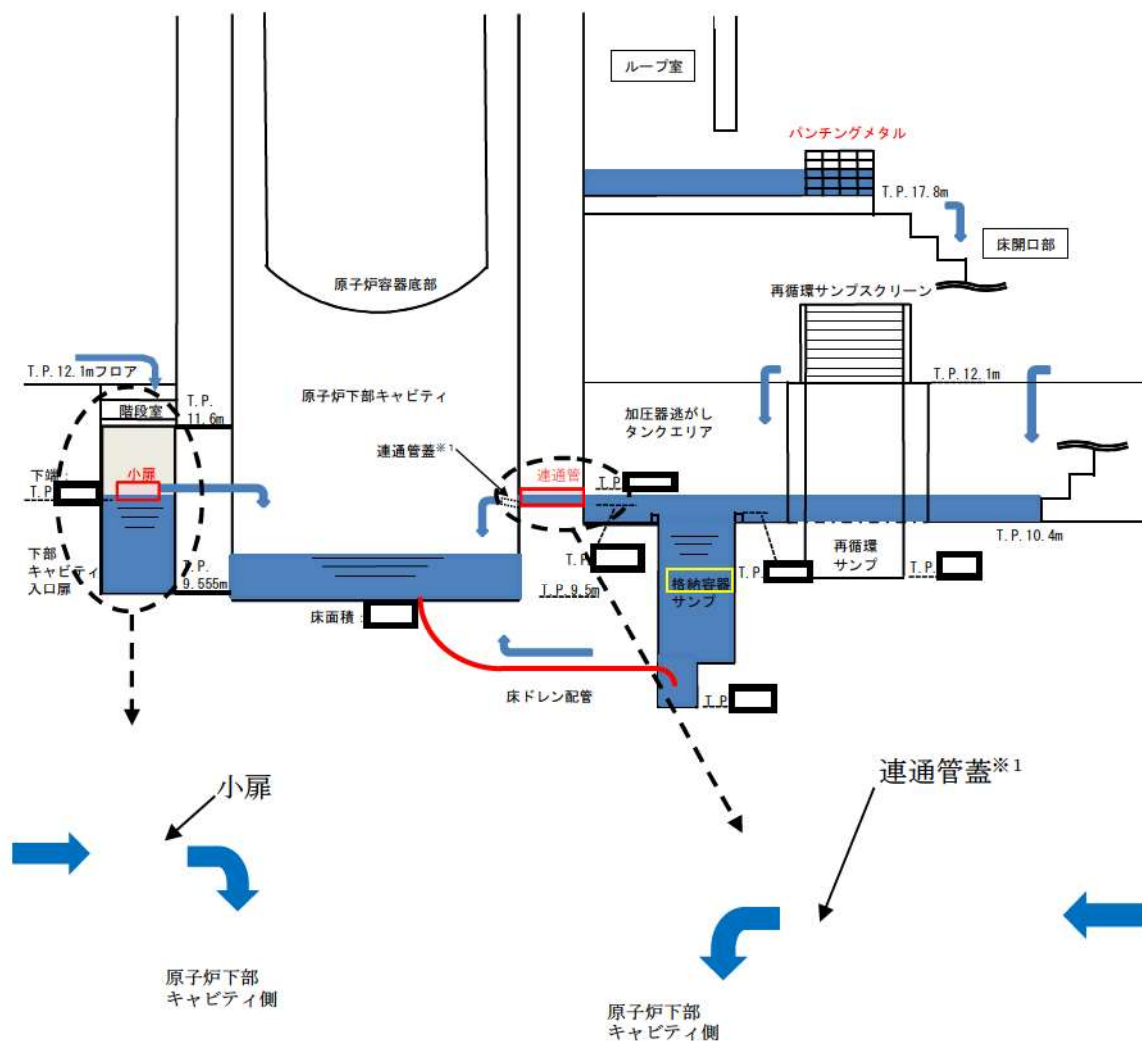 ループ室
パンチングメタル
T.P.17.8m
床開口部
原子炉容器底部
再循環サンプスクリーン
T.P.12.1mフロア
階段室
T.P.
11.6m
原子炉下部キャビティ
T.P.12.1m
加圧器逃がし
タンクエリア
連通管蓋※1
連通管
小扉
下端:
T.P.
T.P.
T.P.10.4m
下部
キャビティ
入口扉
T.P.
9.555m
T.P.
T.P.9.5m
格納容器
サンプ
T.P.
再循環
サンプ
T.P.
床面積:
床ドレン配管
T.P.
小扉
連通管蓋※1
原子炉下部
キャビティ側
原子炉下部
キャビティ側